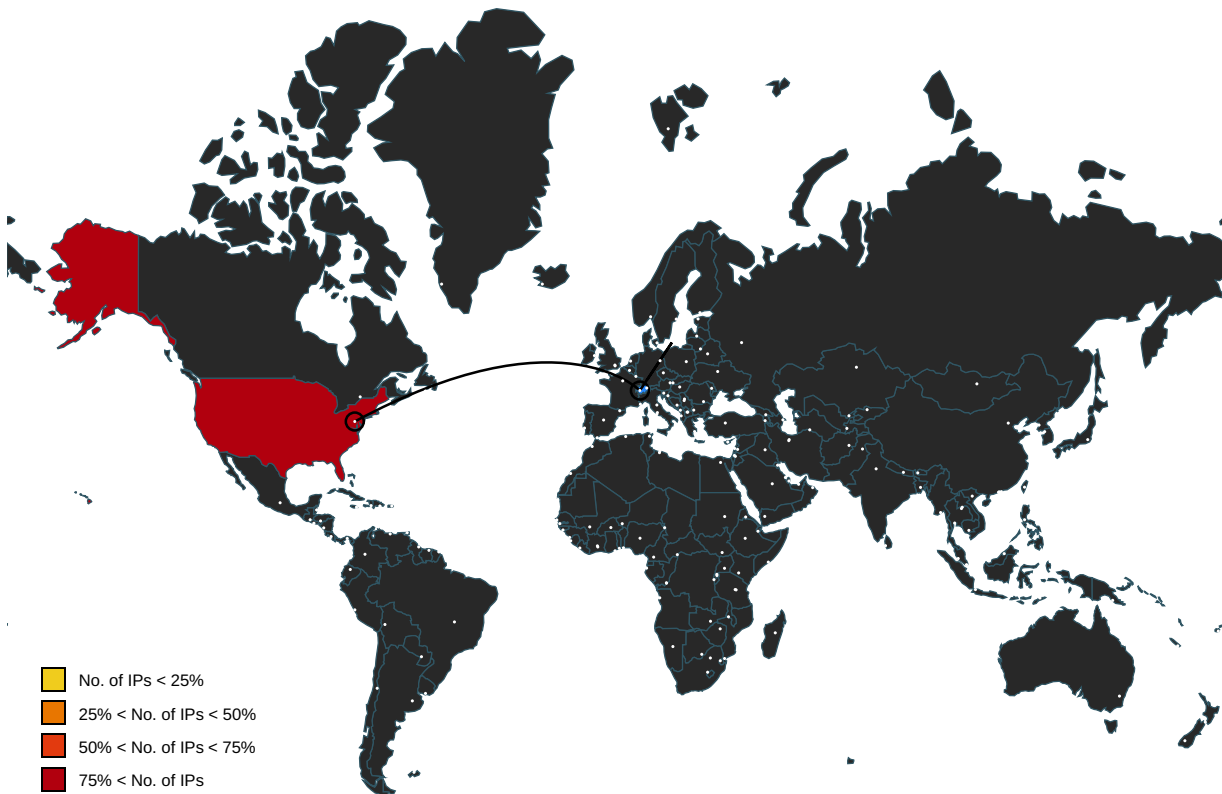 No. of IPs < 25%
25% < No. of IPs < 50%
50% < No. of IPs < 75%
75% < No. of IPs